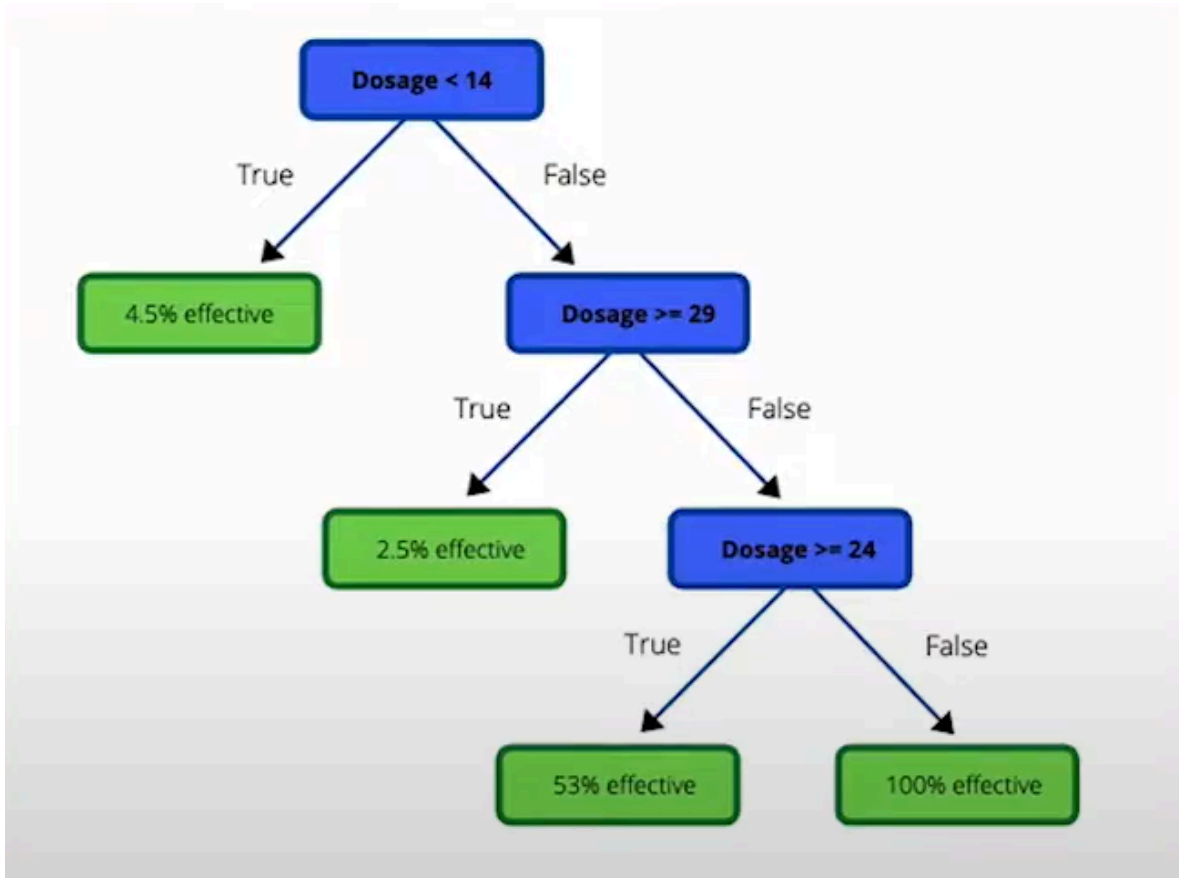 Dosage < 14
True
False
4.5% effective
Dosage >= 29
True
False
2.5% effective
Dosage >= 24
True
False
53% effective
100% effective